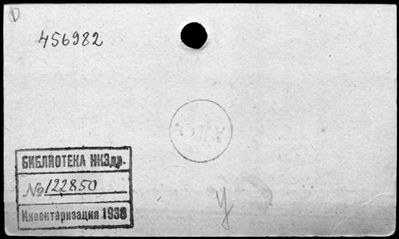 456982
БИБЛИОТЕКА НКЗдр.
№122850
Инвентаризация 1938
У